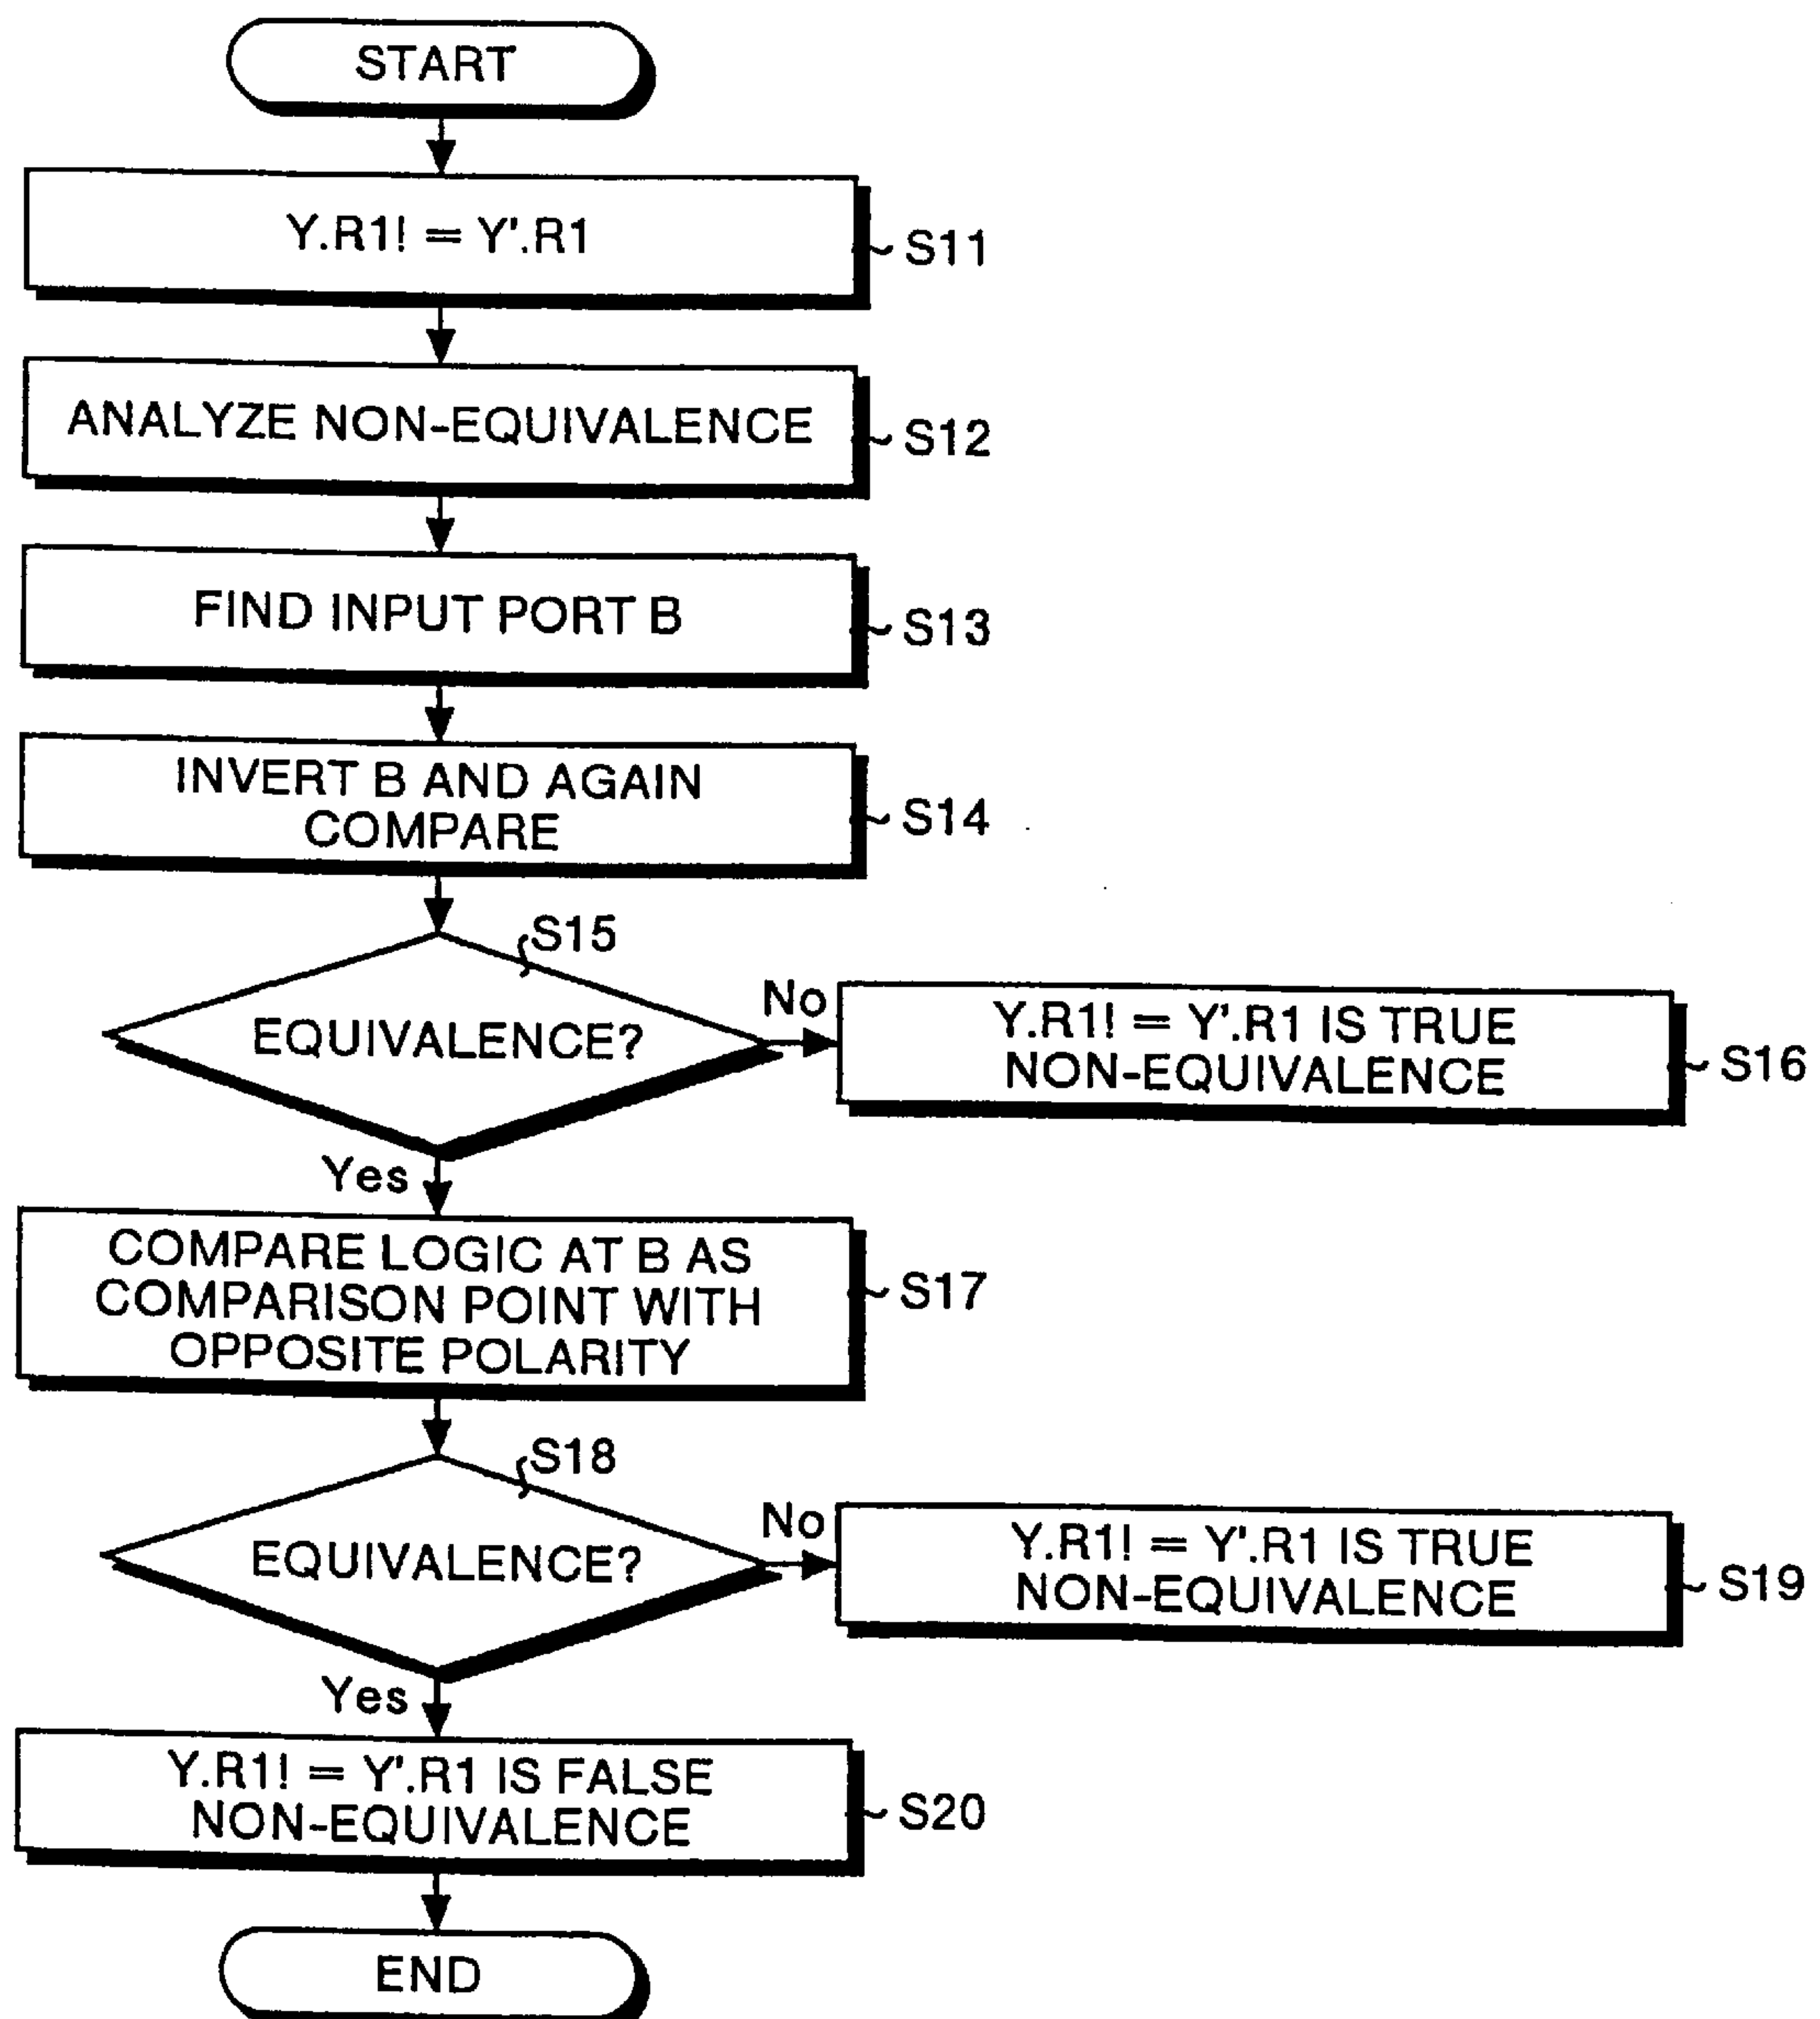 START
Y.R1! = Y'.R1
S11
ANALYZE NON-EQUIVALENCE
S12
FIND INPUT PORT B
S13
INVERT B AND AGAIN
COMPARE
S14
S15
EQUIVALENCE?
No
Y.R1! = Y'.R1 IS TRUE
NON-EQUIVALENCE
S16
Yes
COMPARE LOGIC AT B AS
COMPARISON POINT WITH
OPPOSITE POLARITY
S17
S18
EQUIVALENCE?
No
Y.R1! = Y'.R1 IS TRUE
NON-EQUIVALENCE
S19
Yes
Y.R1! = Y'.R1 IS FALSE
NON-EQUIVALENCE
S20
END